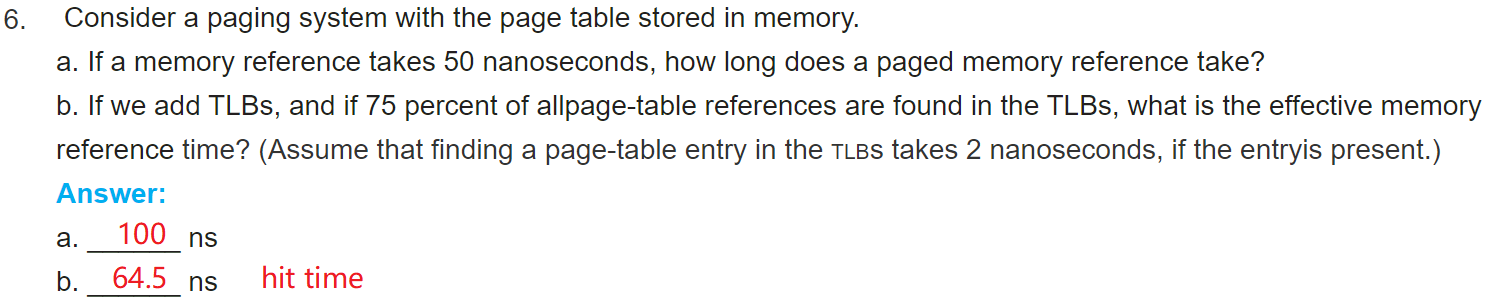 6. Consider a paging system with the page table stored in memory.
a. If a memory reference takes 50 nanoseconds, how long does a paged memory reference take?
b. If we add TLBs, and if 75 percent of allpage-table references are found in the TLBs, what is the effective memory
reference time? (Assume that finding a page-table entry in the TLBs takes 2 nanoseconds, if the entryis present.)
Answer:
a. 100 ns
b. 64.5 ns hit time